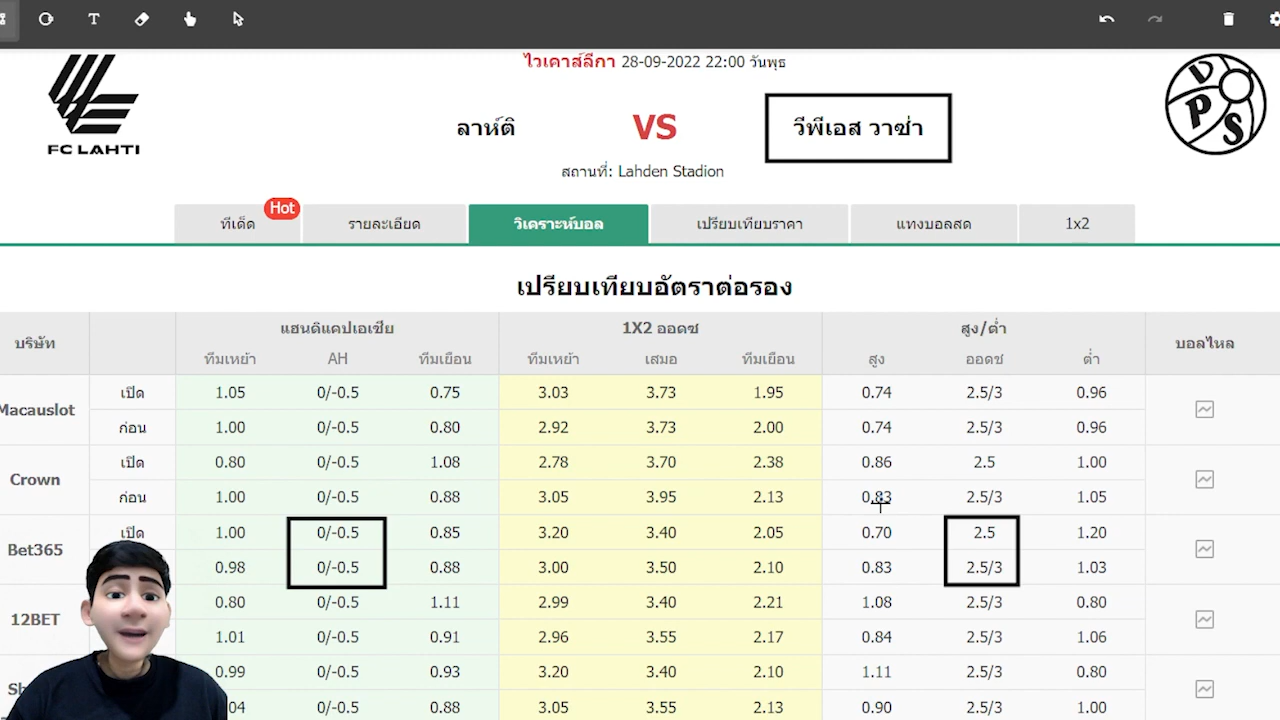 T
ไวเคาส์ลีกา 28-09-2022 22:00 วันพุธ
FC LAHTI
ลาห์ติ VS วีพีเอส วาซ่า
VPS
สถานที่: Lahden Stadion
ทีเด็ด Hot รายละเอียด วิเคราะห์บอล เปรียบเทียบราคา แทงบอลสด 1x2
เปรียบเทียบอัตราต่อรอง
บริษัท แฮนดิแคปเอเชีย 1X2 ออดซ สูง/ต่ำ บอลไหล
ทีมเหย้า AH ทีมเยือน ทีมเหย้า เสมอ ทีมเยือน สูง ออดซ ต่ำ
Macauslot เปิด 1.05 0/-0.5 0.75 3.03 3.73 1.95 0.74 2.5/3 0.96
ก่อน 1.00 0/-0.5 0.80 2.92 3.73 2.00 0.74 2.5/3 0.96
Crown เปิด 0.80 0/-0.5 1.08 2.78 3.70 2.38 0.86 2.5 1.00
ก่อน 1.00 0/-0.5 0.88 3.05 3.95 2.13 0.83 2.5/3 1.05
Bet365 เปิด 1.00 0/-0.5 0.85 3.20 3.40 2.05 0.70 2.5 1.20
0.98 0/-0.5 0.88 3.00 3.50 2.10 0.83 2.5/3 1.03
12BET 0.80 0/-0.5 1.11 2.99 3.40 2.21 1.08 2.5/3 0.80
1.01 0/-0.5 0.91 2.96 3.55 2.17 0.84 2.5/3 1.06
0.99 0/-0.5 0.93 3.20 3.40 2.10 1.11 2.5/3 0.80
04 0/-0.5 0.88 3.05 3.55 2.13 0.90 2.5/3 1.00